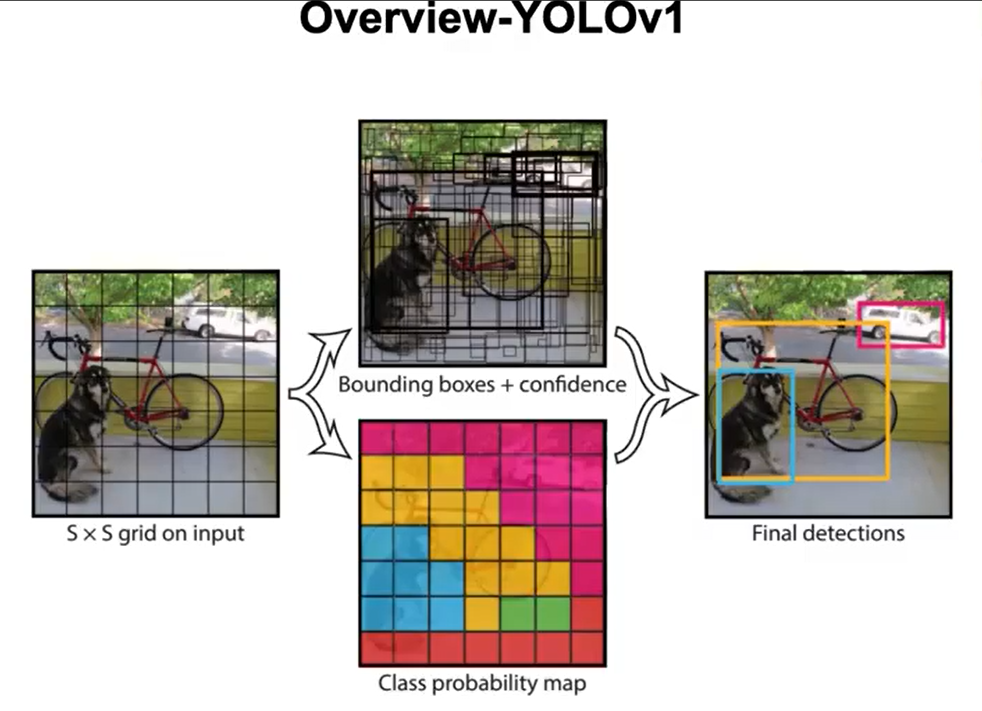 Overview-YOLOv1
Bounding boxes + confidence
S × S grid on input
Final detections
Class probability map